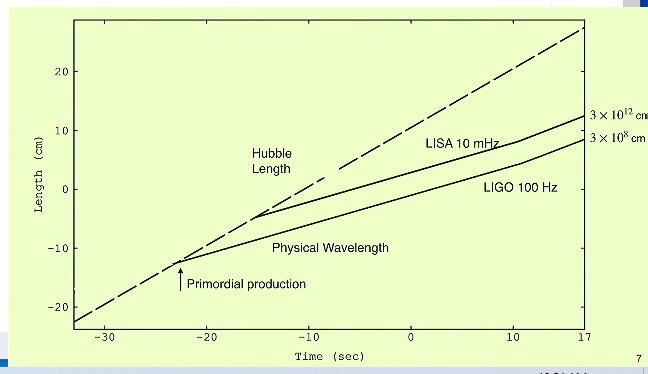 20
10
0
-10
-20
Length (cm)
Hubble
Length
LISA 10 mHz
3 × 10¹² cm
3 × 10⁸ cm
LIGO 100 Hz
Physical Wavelength
Primordial production
-30
-20
-10
0
10
17
Time (sec)
7